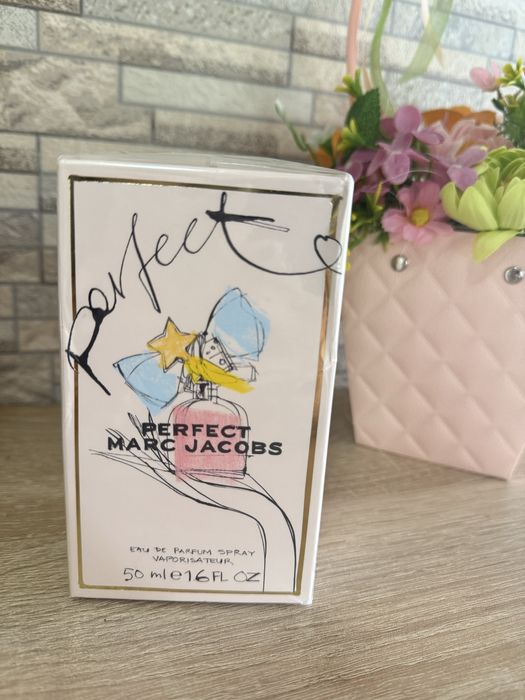 perfect
PERFECT
MARC JACOBS
EAU DE PARFUM SPRAY
VAPORISATEUR
50 ml e 1.6 FL OZ